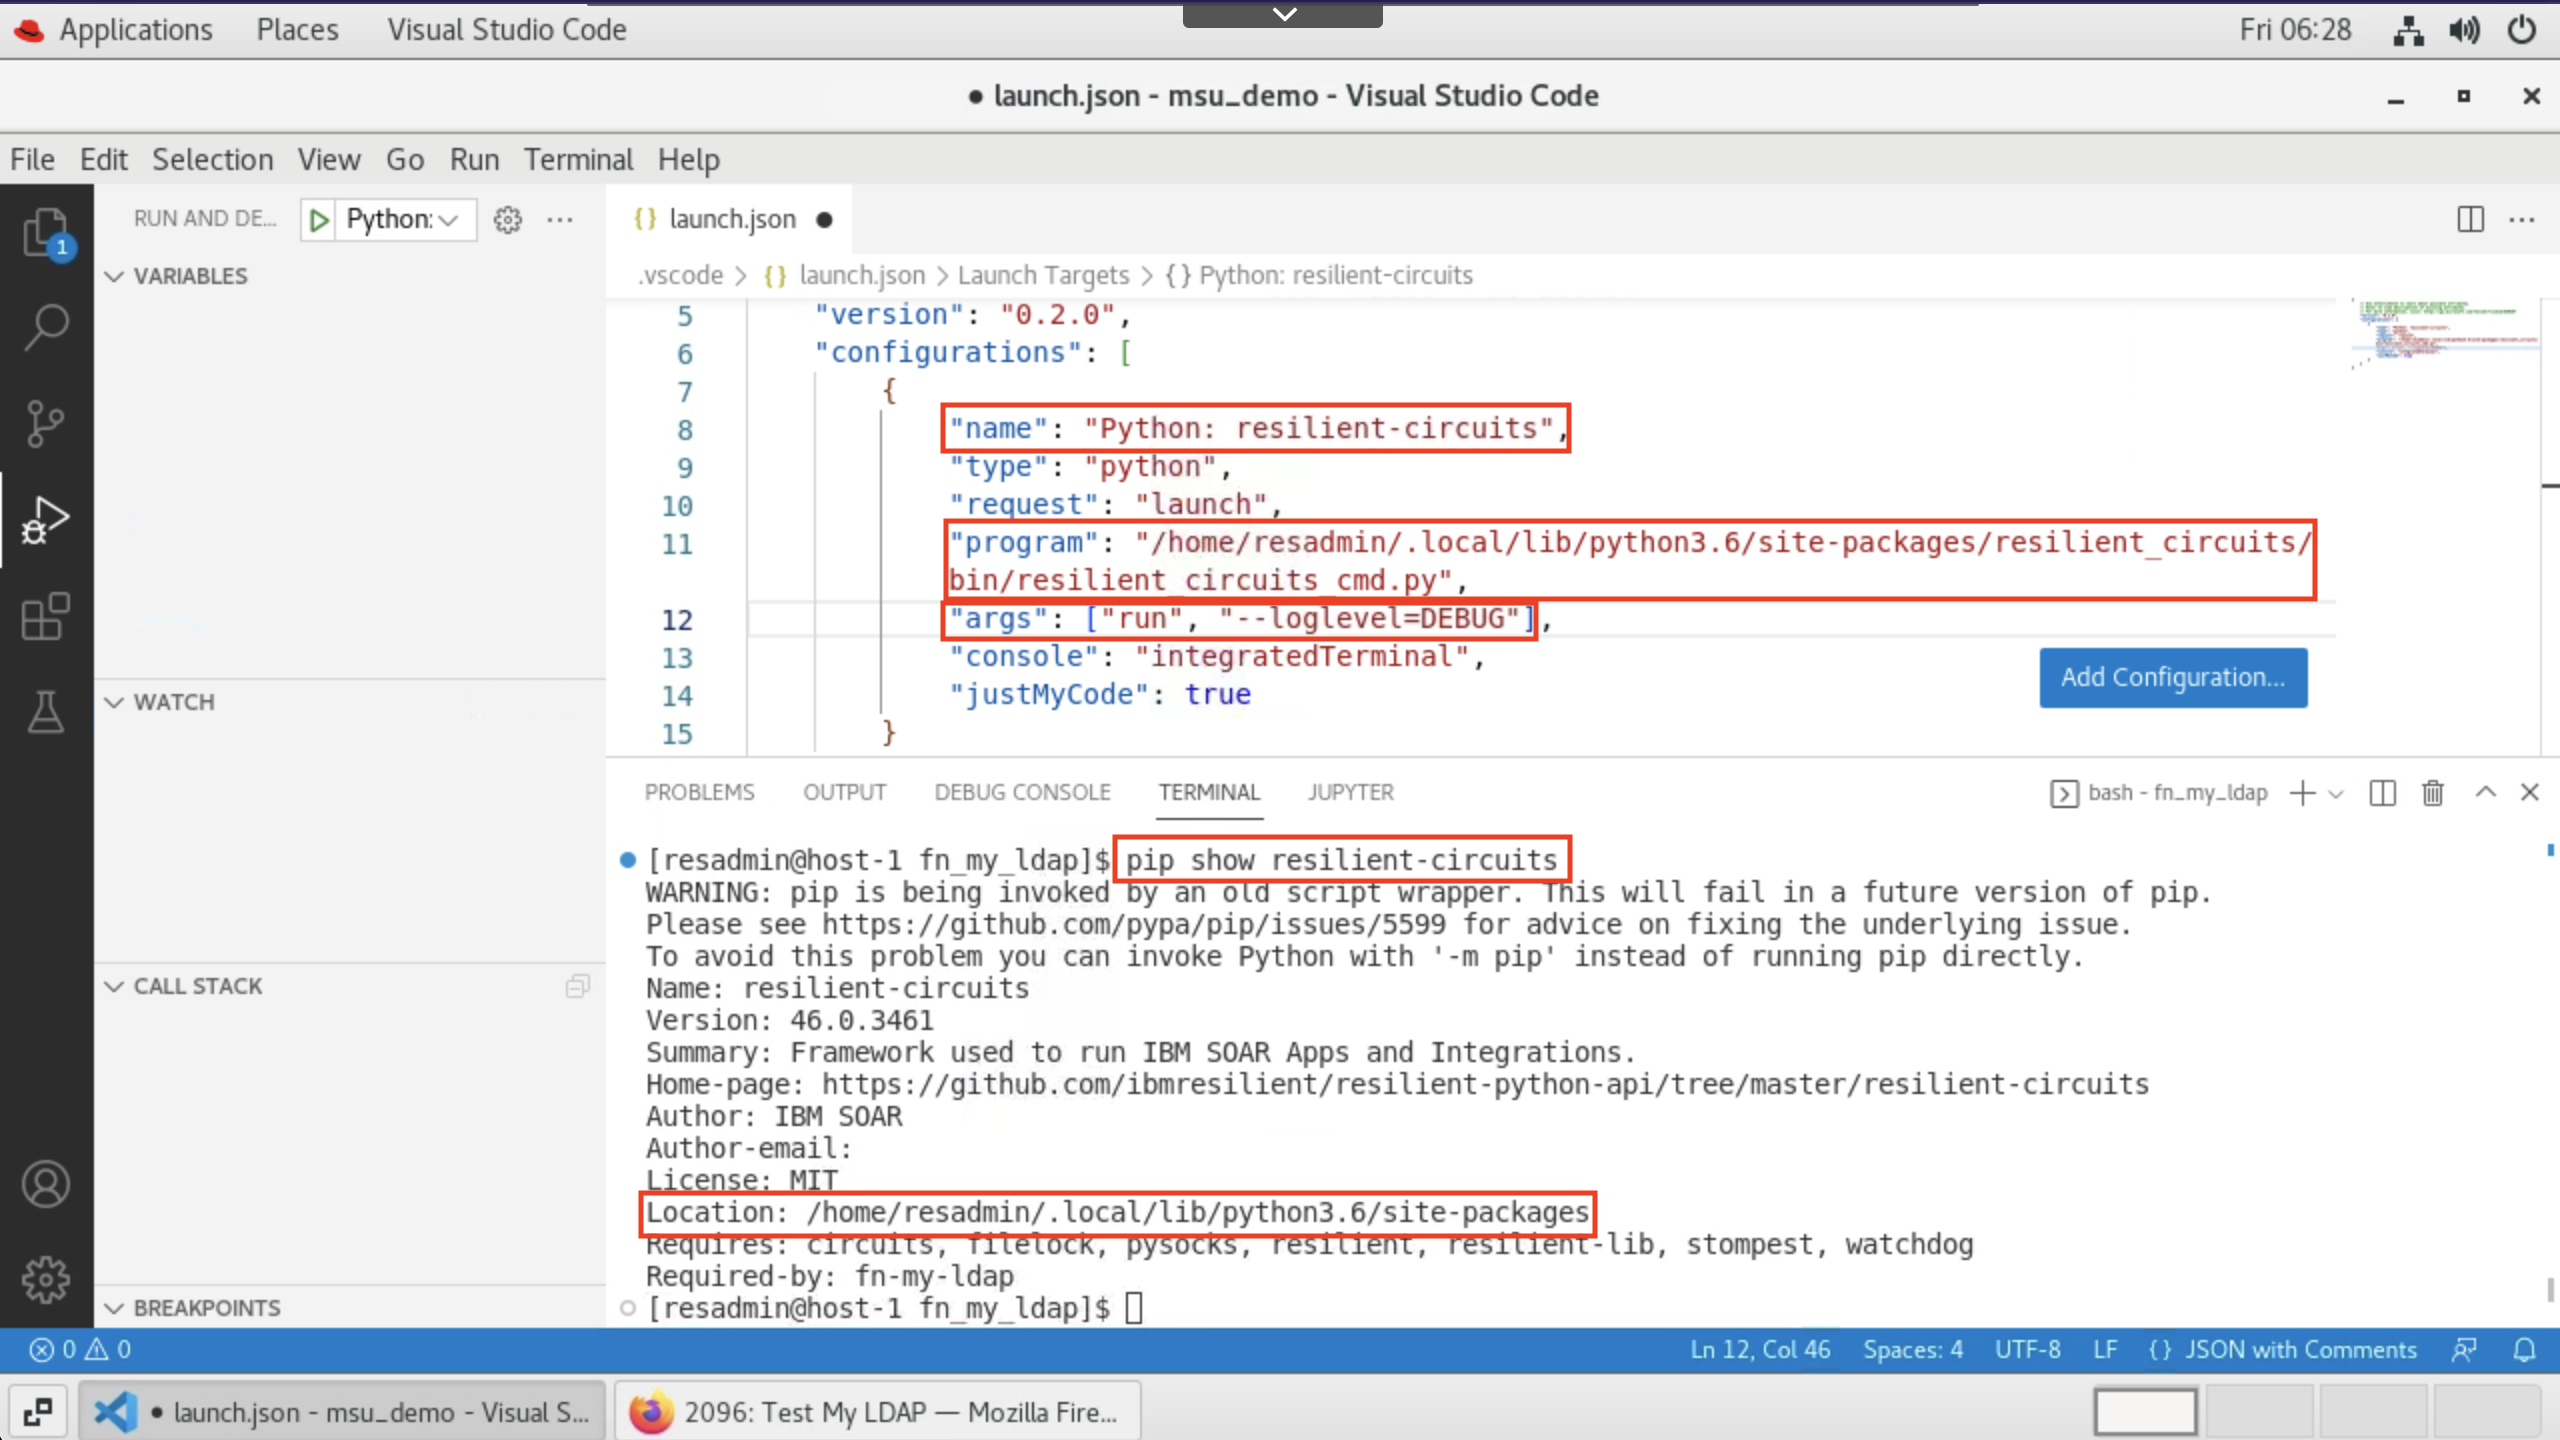 Applications Places Visual Studio Code Fri 06:28
● launch.json - msu_demo - Visual Studio Code
File Edit Selection View Go Run Terminal Help
RUN AND DE... Python: ...
launch.json ●
1
VARIABLES
.vscode > {} launch.json > Launch Targets > {} Python: resilient-circuits
5 "version": "0.2.0",
6 "configurations": [
7 {
8 "name": "Python: resilient-circuits",
9 "type": "python",
10 "request": "launch",
11 "program": "/home/resadmin/.local/lib/python3.6/site-packages/resilient_circuits/
bin/resilient_circuits_cmd.py",
12 "args": ["run", "--loglevel=DEBUG"],
13 "console": "integratedTerminal",
14 "justMyCode": true
15 }
Add Configuration...
WATCH
CALL STACK
BREAKPOINTS
PROBLEMS OUTPUT DEBUG CONSOLE TERMINAL JUPYTER bash - fn_my_ldap
[resadmin@host-1 fn_my_ldap]$ pip show resilient-circuits
WARNING: pip is being invoked by an old script wrapper. This will fail in a future version of pip.
Please see https://github.com/pypa/pip/issues/5599 for advice on fixing the underlying issue.
To avoid this problem you can invoke Python with '-m pip' instead of running pip directly.
Name: resilient-circuits
Version: 46.0.3461
Summary: Framework used to run IBM SOAR Apps and Integrations.
Home-page: https://github.com/ibmresilient/resilient-python-api/tree/master/resilient-circuits
Author: IBM SOAR
Author-email:
License: MIT
Location: /home/resadmin/.local/lib/python3.6/site-packages
Requires: circuits, filelock, pysocks, resilient, resilient-lib, stompest, watchdog
Required-by: fn-my-ldap
[resadmin@host-1 fn_my_ldap]$
0 0 Ln 12, Col 46 Spaces: 4 UTF-8 LF {} JSON with Comments
● launch.json - msu_demo - Visual S... 2096: Test My LDAP — Mozilla Fire...